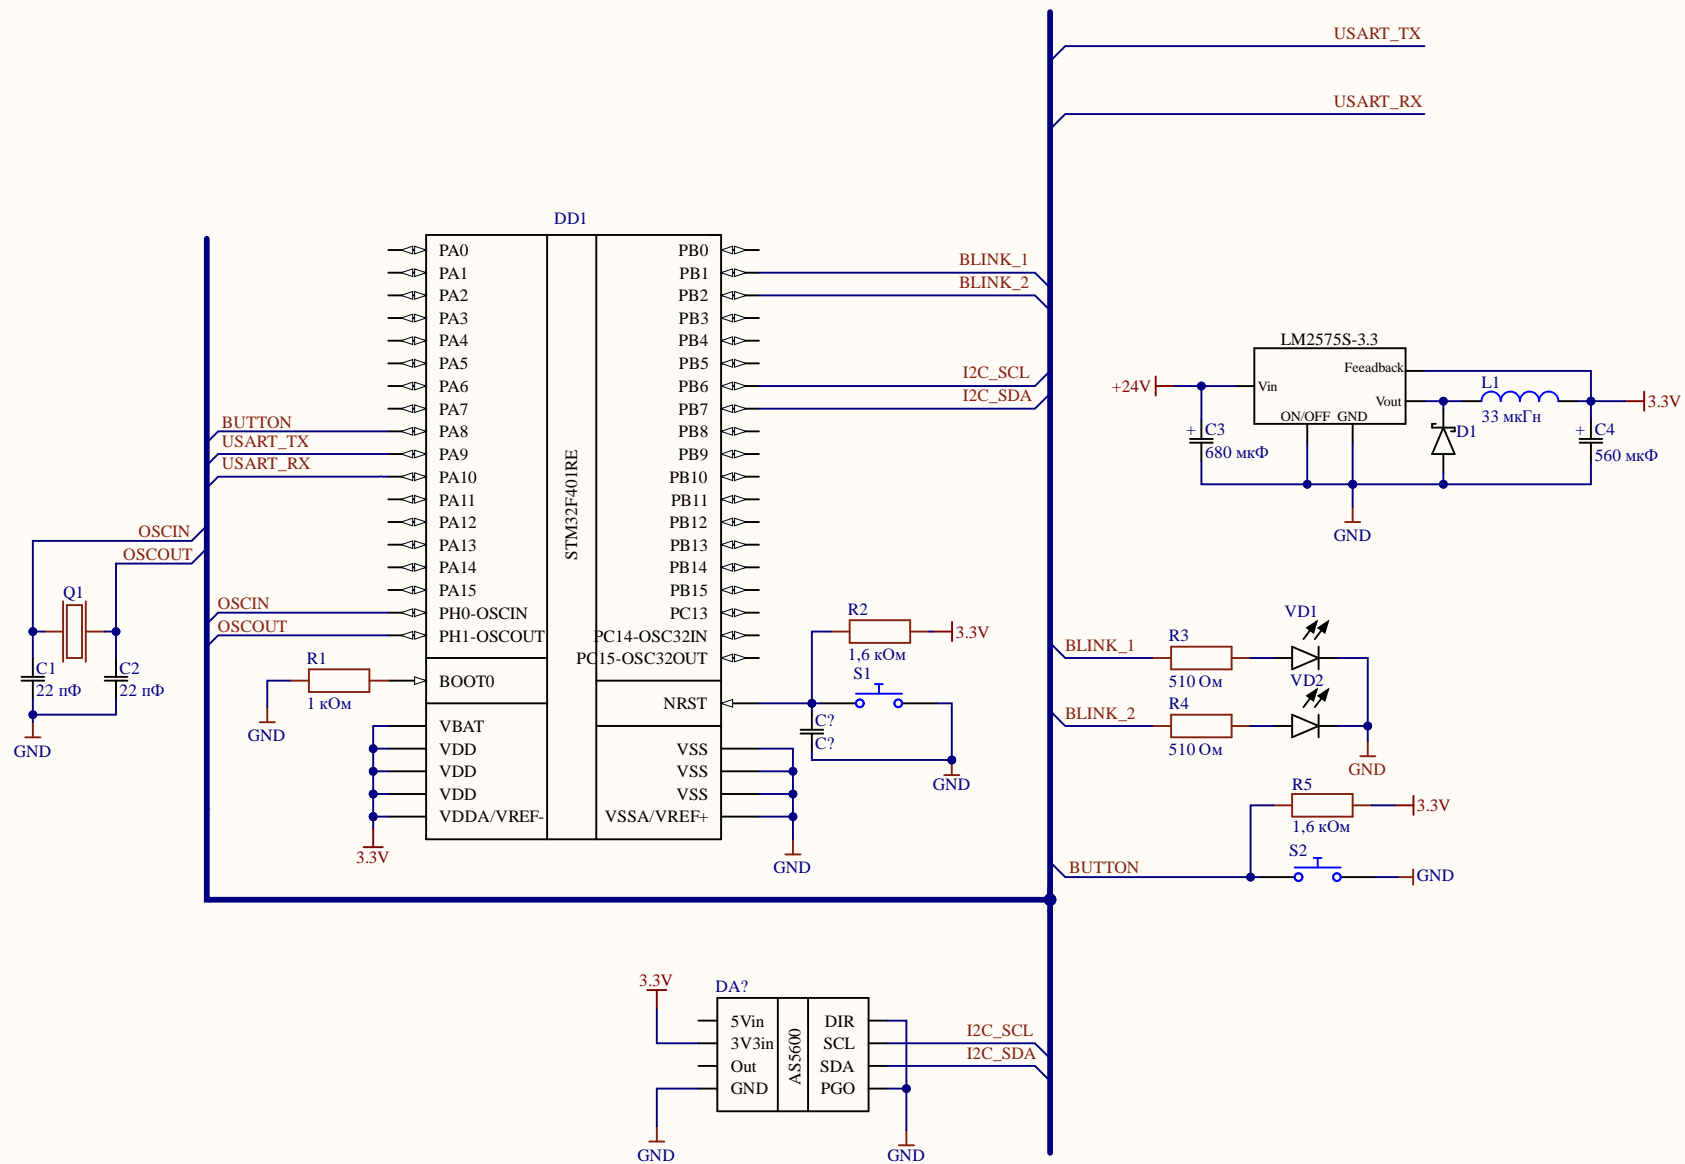 USART_TX
USART_RX
DD1
STM32F401RE
PA0
PA1
PA2
PA3
PA4
PA5
PA6
PA7
PA8
PA9
PA10
PA11
PA12
PA13
PA14
PA15
PH0-OSCIN
PH1-OSCOUT
BOOT0
VBAT
VDD
VDD
VDD
VDDA/VREF-
PB0
PB1
PB2
PB3
PB4
PB5
PB6
PB7
PB8
PB9
PB10
PB11
PB12
PB13
PB14
PB15
PC13
PC14-OSC32IN
PC15-OSC32OUT
NRST
VSS
VSS
VSS
VSSA/VREF+
BUTTON
USART_TX
USART_RX
OSCIN
OSCOUT
OSCIN
OSCOUT
Q1
C1
22 пФ
C2
22 пФ
GND
R1
1 кОм
GND
3.3V
BLINK_1
BLINK_2
I2C_SCL
I2C_SDA
R2
1,6 кОм
3.3V
S1
C?
C?
GND
GND
LM2575S-3.3
Feeadback
Vin
Vout
ON/OFF GND
+24V
+ C3
680 мкФ
D1
L1
33 мкГн
3.3V
+ C4
560 мкФ
GND
VD1
BLINK_1
R3
510 Ом
VD2
BLINK_2
R4
510 Ом
GND
R5
1,6 кОм
3.3V
S2
BUTTON
GND
3.3V
DA?
AS5600
5Vin
3V3in
Out
GND
DIR
SCL
SDA
PGO
I2C_SCL
I2C_SDA
GND
GND